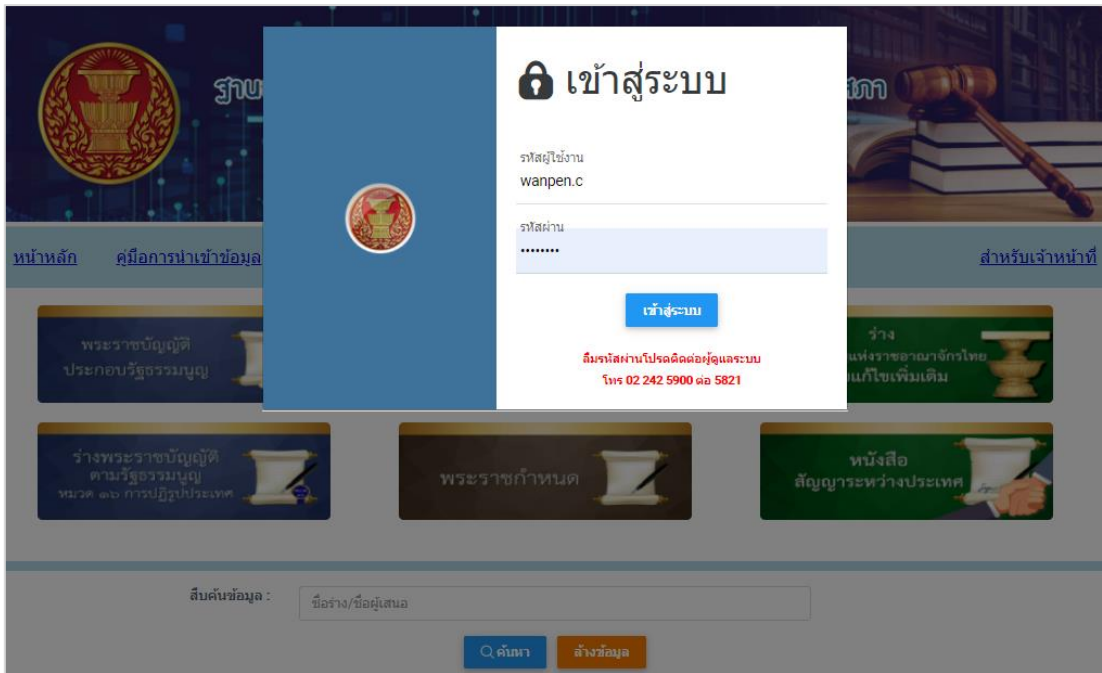 เข้าสู่ระบบ
รหัสผู้ใช้งาน
wanpen.c
รหัสผ่าน
••••••••
เข้าสู่ระบบ
ลืมรหัสผ่านโปรดติดต่อผู้ดูแลระบบ
โทร 02 242 5900 ต่อ 5821
หน้าหลัก คู่มือการนำเข้าข้อมูล สำหรับเจ้าหน้าที่
พระราชบัญญัติ
ประกอบรัฐธรรมนูญ
ร่าง
แห่งราชอาณาจักรไทย
แก้ไขเพิ่มเติม
ร่างพระราชบัญญัติ
ตามรัฐธรรมนูญ
หมวด ๑๖ การปฏิรูปประเทศ
พระราชกำหนด
หนังสือ
สัญญาระหว่างประเทศ
สืบค้นข้อมูล :
ชื่อร่าง/ชื่อผู้เสนอ
ค้นหา
ล้างข้อมูล